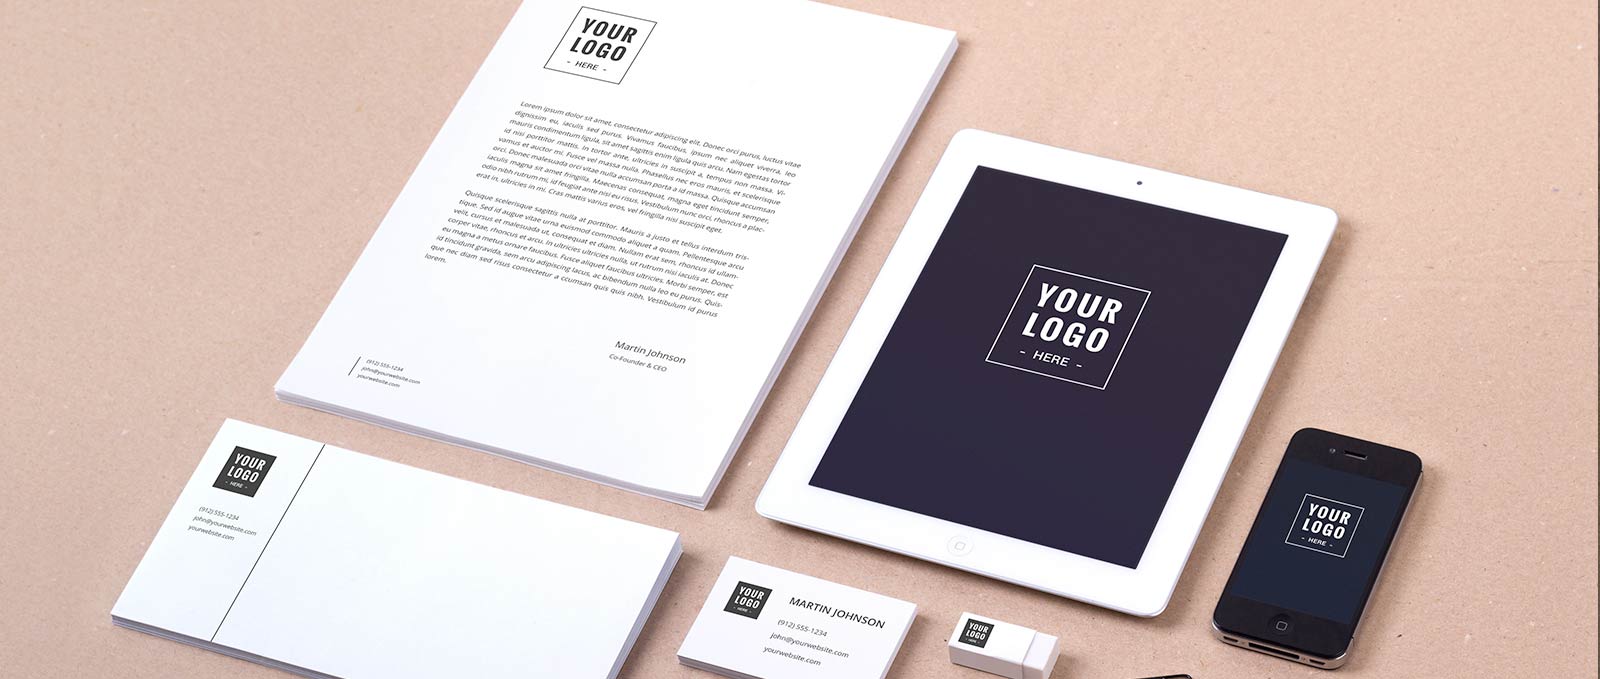 YOUR
LOGO
- HERE -
Lorem ipsum dolor sit amet, consectetur adipiscing elit. Donec orci purus, luctus vitae
dignissim eu, iaculis sed purus. Vivamus faucibus, ipsum nec aliquet viverra, leo
mauris condimentum ligula, sit amet sagittis enim ligula quis arcu. Nam egestas tortor
id nisi porttitor mattis. In tortor ante, ultricies in suscipit a, tempus non massa. Vi-
vamus et auctor mi. Fusce vel massa nulla. Phasellus nec eros mauris, et scelerisque
orci. Donec malesuada orci vitae nulla accumsan porta a id massa. Quisque accumsan
iaculis magna sit amet fringilla. Maecenas consequat, magna eget tincidunt semper,
odio nibh rutrum mi, id feugiat ante nisi eu risus. Vestibulum nunc orci, rhoncus a plac-
erat in, ultricies in mi. Cras mattis varius eros, vel fringilla nisi suscipit eget.
Quisque scelerisque sagittis nulla at porttitor. Mauris a justo et tellus interdum tris-
tique. Sed id augue vitae urna euismod commodo aliquet a quam. Pellentesque arcu
velit, cursus et malesuada ut, consequat et diam. Nullam erat sem, rhoncus id ullam-
corper vitae, rhoncus et arcu. In ultricies ultricies nulla, ut rutrum nisi iaculis at. Donec
eu magna a metus ornare faucibus. Fusce aliquet faucibus ultricies. Morbi semper, est
id tincidunt gravida, sem arcu adipiscing lacus, ac bibendum nulla leo eu purus. Quis-
que nec diam sed risus consectetur a ccumsan quis quis nibh. Vestibulum id purus
lorem.
Martin Johnson
Co-Founder & CEO
(912) 555-1234
john@yourwebsite.com
yourwebsite.com
YOUR
LOGO
- HERE -
YOUR
LOGO
- HERE -
(912) 555-1234
john@yourwebsite.com
yourwebsite.com
YOUR
LOGO
- HERE -
YOUR
LOGO
- HERE -
MARTIN JOHNSON
(912) 555-1234
john@yourwebsite.com
yourwebsite.com
YOUR
LOGO